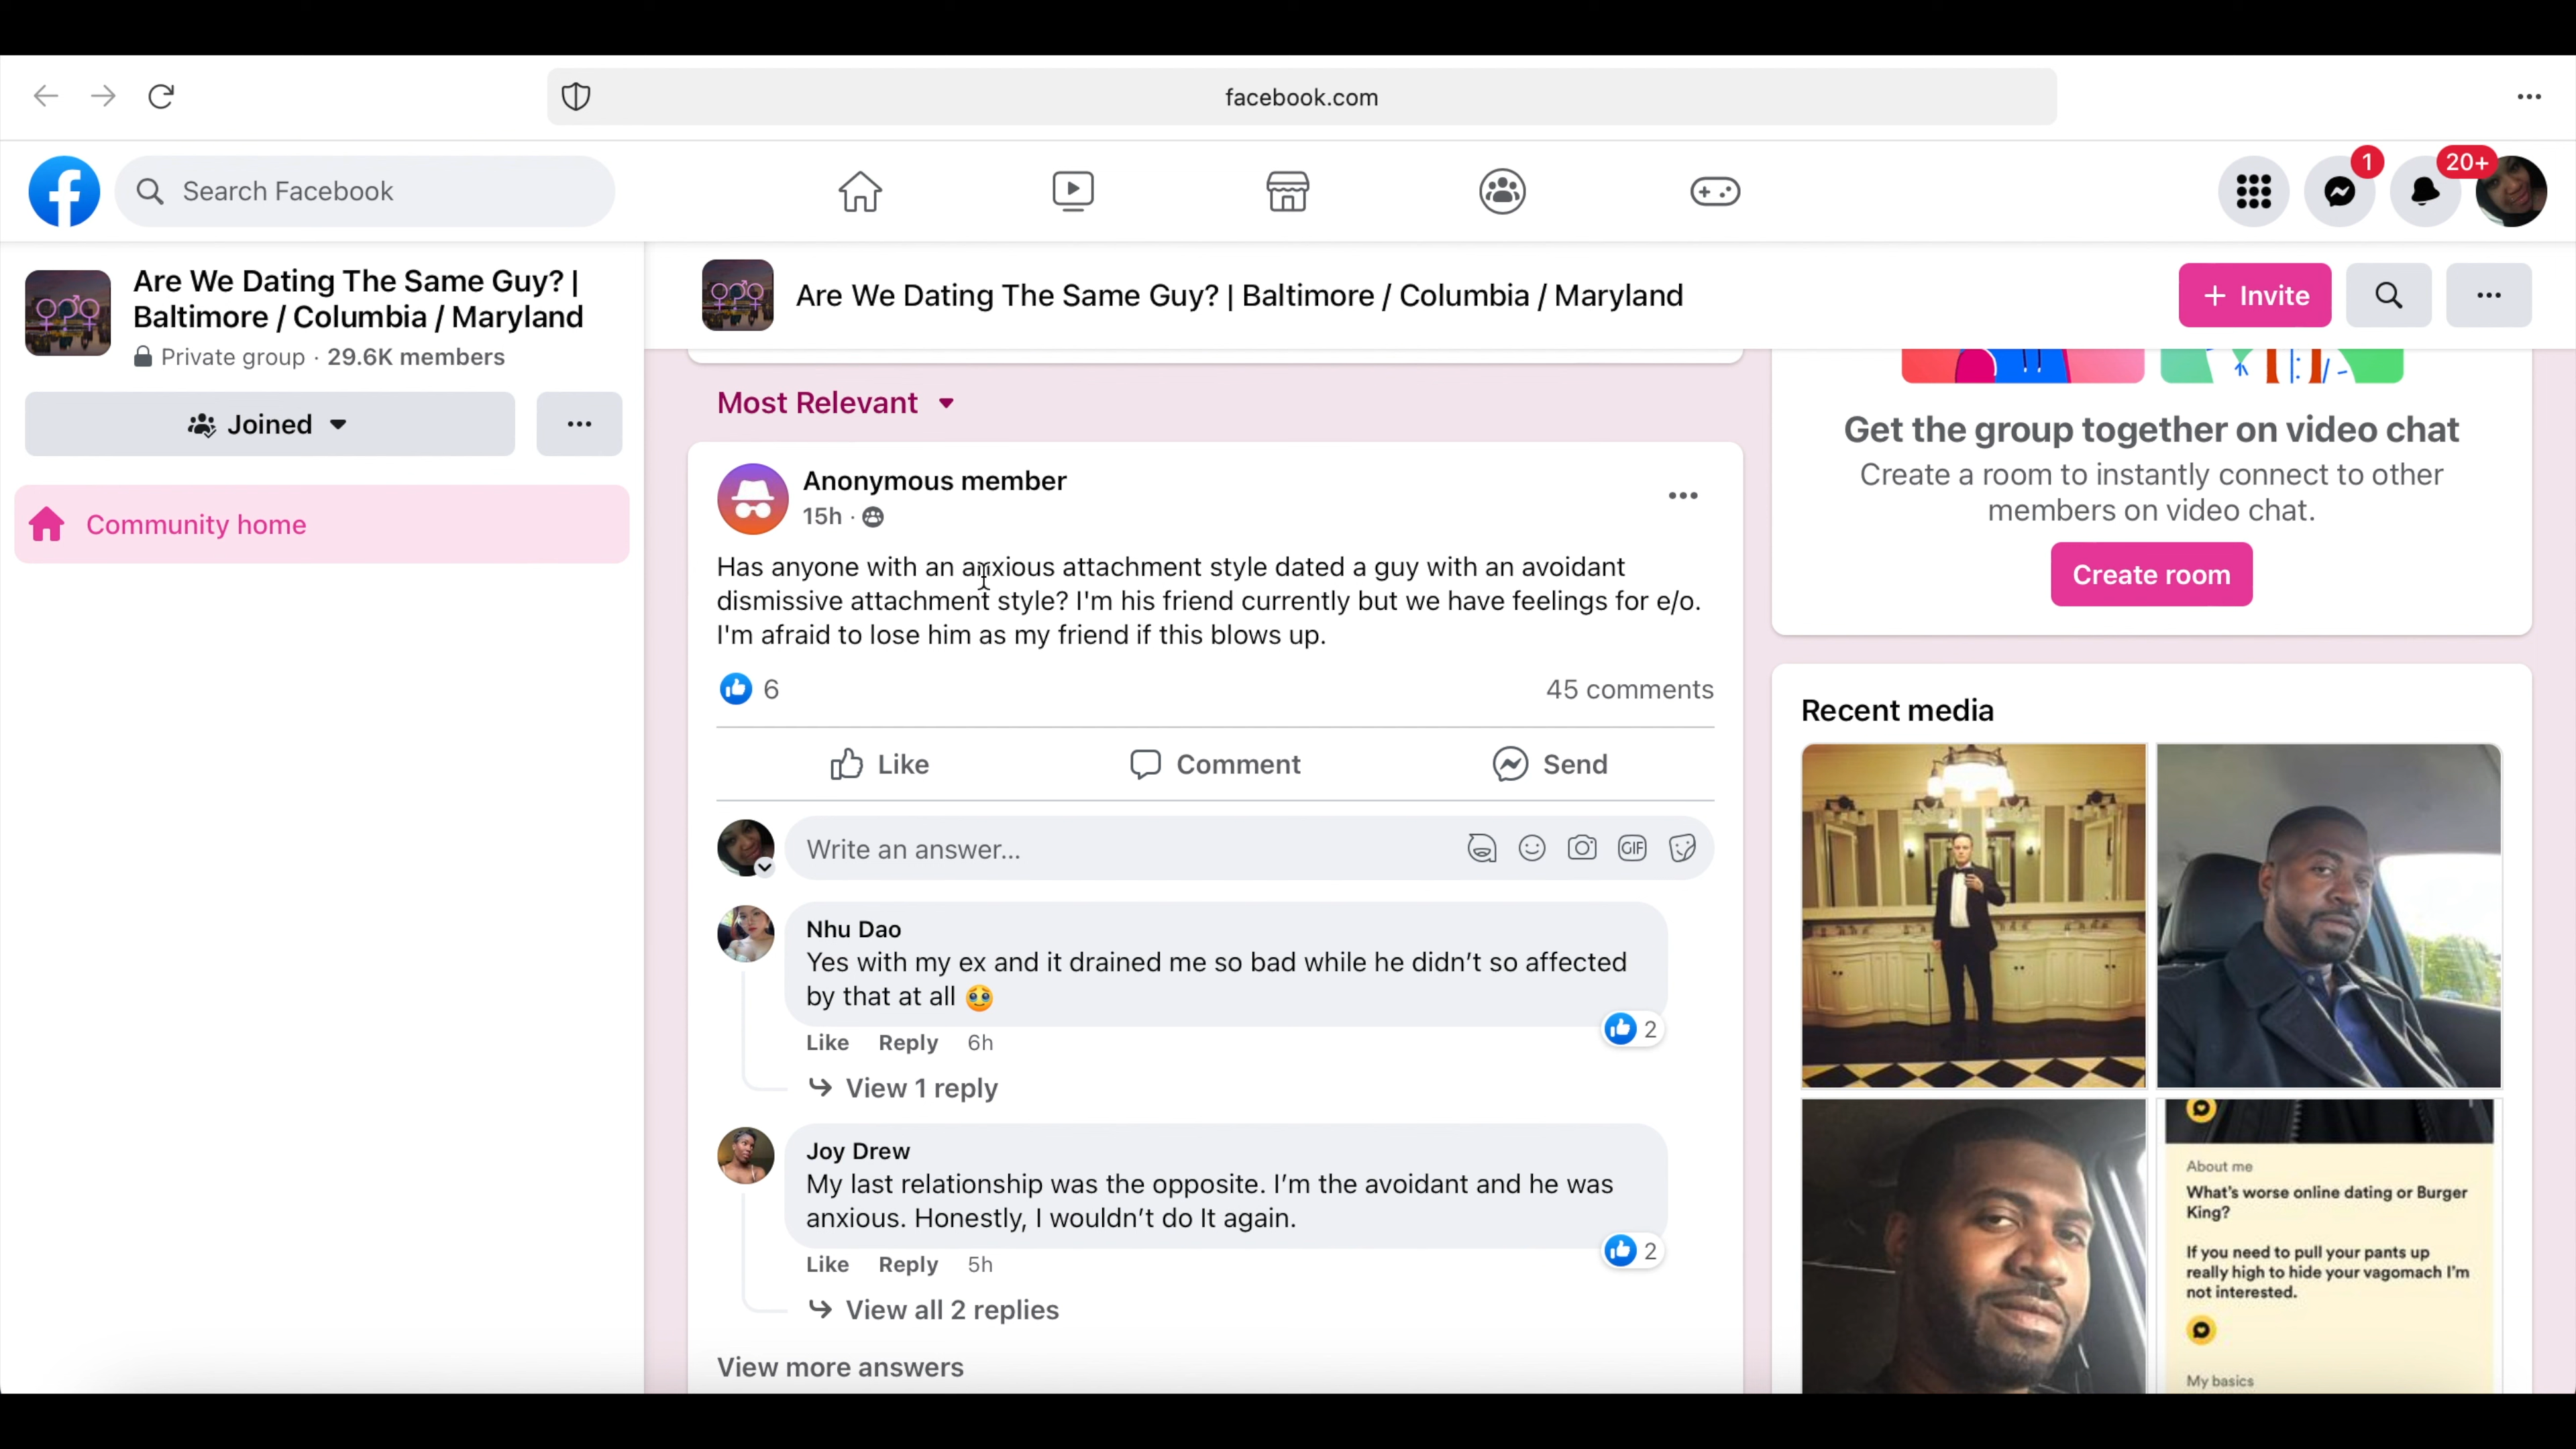 facebook.com
Search Facebook
1
20+
Are We Dating The Same Guy? |
Baltimore / Columbia / Maryland
Private group · 29.6K members
Joined
Community home
Are We Dating The Same Guy? | Baltimore / Columbia / Maryland
+ Invite
Most Relevant
Anonymous member
15h ·
Has anyone with an anxious attachment style dated a guy with an avoidant
dismissive attachment style? I'm his friend currently but we have feelings for e/o.
I'm afraid to lose him as my friend if this blows up.
6
45 comments
Like
Comment
Send
Write an answer...
GIF
Nhu Dao
Yes with my ex and it drained me so bad while he didn’t so affected
by that at all 🥹
2
Like Reply 6h
View 1 reply
Joy Drew
My last relationship was the opposite. I’m the avoidant and he was
anxious. Honestly, I wouldn’t do It again.
2
Like Reply 5h
View all 2 replies
View more answers
Get the group together on video chat
Create a room to instantly connect to other
members on video chat.
Create room
Recent media
About me
What's worse online dating or Burger
King?
If you need to pull your pants up
really high to hide your vagomach I'm
not interested.
My basics